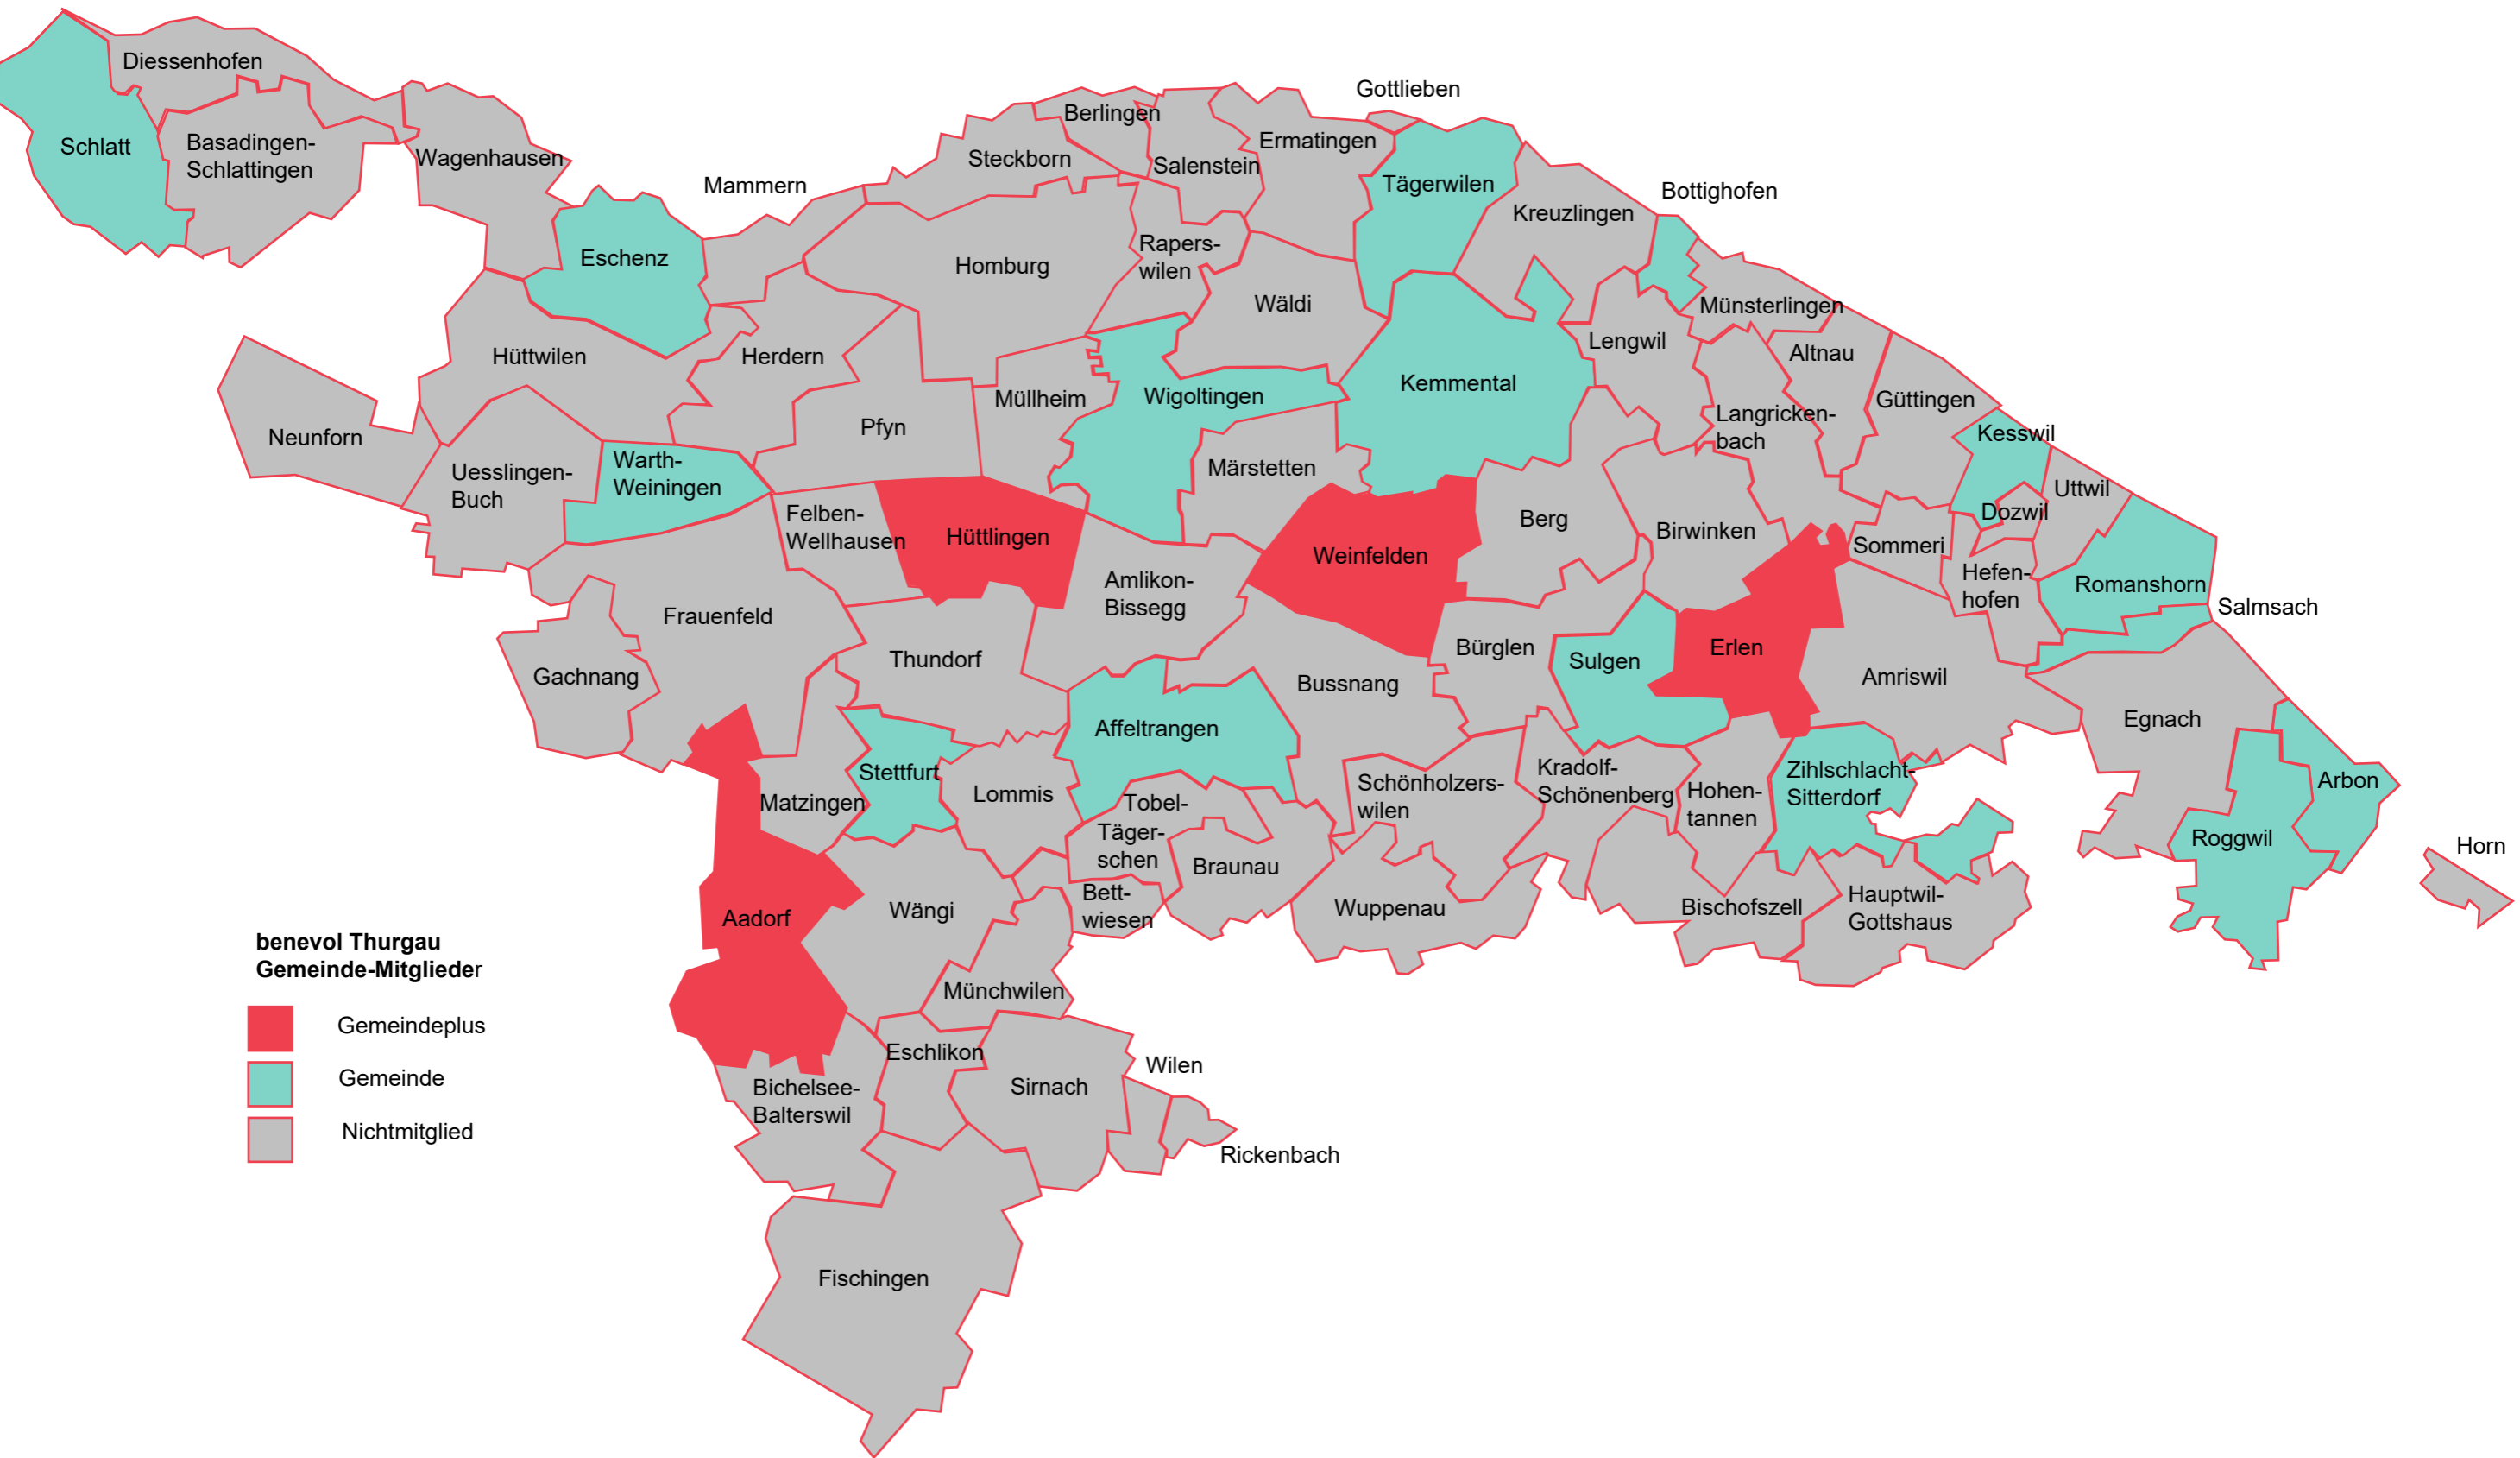 Diessenhofen
Schlatt
Basadingen-
Schlattingen
Wagenhausen
Eschenz
Mammern
Steckborn
Berlingen
Salenstein
Ermatingen
Gottlieben
Tägerwilen
Kreuzlingen
Bottighofen
Homburg
Rapers-
wilen
Wäldi
Münsterlingen
Hüttwilen
Herdern
Müllheim
Wigoltingen
Kemmental
Lengwil
Altnau
Langricken-
bach
Güttingen
Kesswil
Neunforn
Uesslingen-
Buch
Warth-
Weiningen
Pfyn
Märstetten
Uttwil
Dozwil
Felben-
Wellhausen
Hüttlingen
Weinfelden
Berg
Birwinken
Sommeri
Hefen-
hofen
Romanshorn
Salmsach
Amlikon-
Bissegg
Frauenfeld
Gachnang
Thundorf
Bussnang
Bürglen
Sulgen
Erlen
Amriswil
Egnach
Affeltrangen
Stettfurt
Matzingen
Lommis
Tobel-
Täger-
schen
Schönholzers-
wilen
Kradolf-
Schönenberg
Hohen-
tannen
Zihlschlacht-
Sitterdorf
Arbon
Roggwil
Horn
Braunau
Bett-
wiesen
Wuppenau
Bischofszell
Hauptwil-
Gottshaus
Aadorf
Wängi
Münchwilen
Eschlikon
Bichelsee-
Balterswil
Sirnach
Wilen
Rickenbach
Fischingen
benevol Thurgau
Gemeinde-Mitglieder
Gemeindeplus
Gemeinde
Nichtmitglied